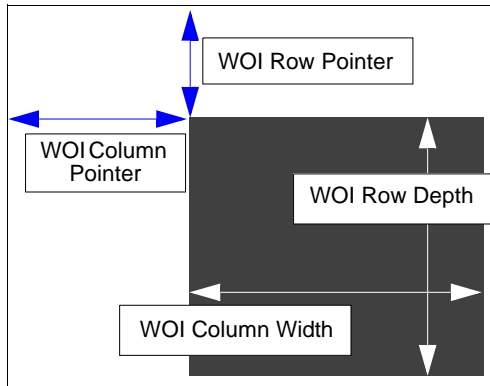 WOI Row Pointer
WOI Column
Pointer
WOI Row Depth
WOI Column Width